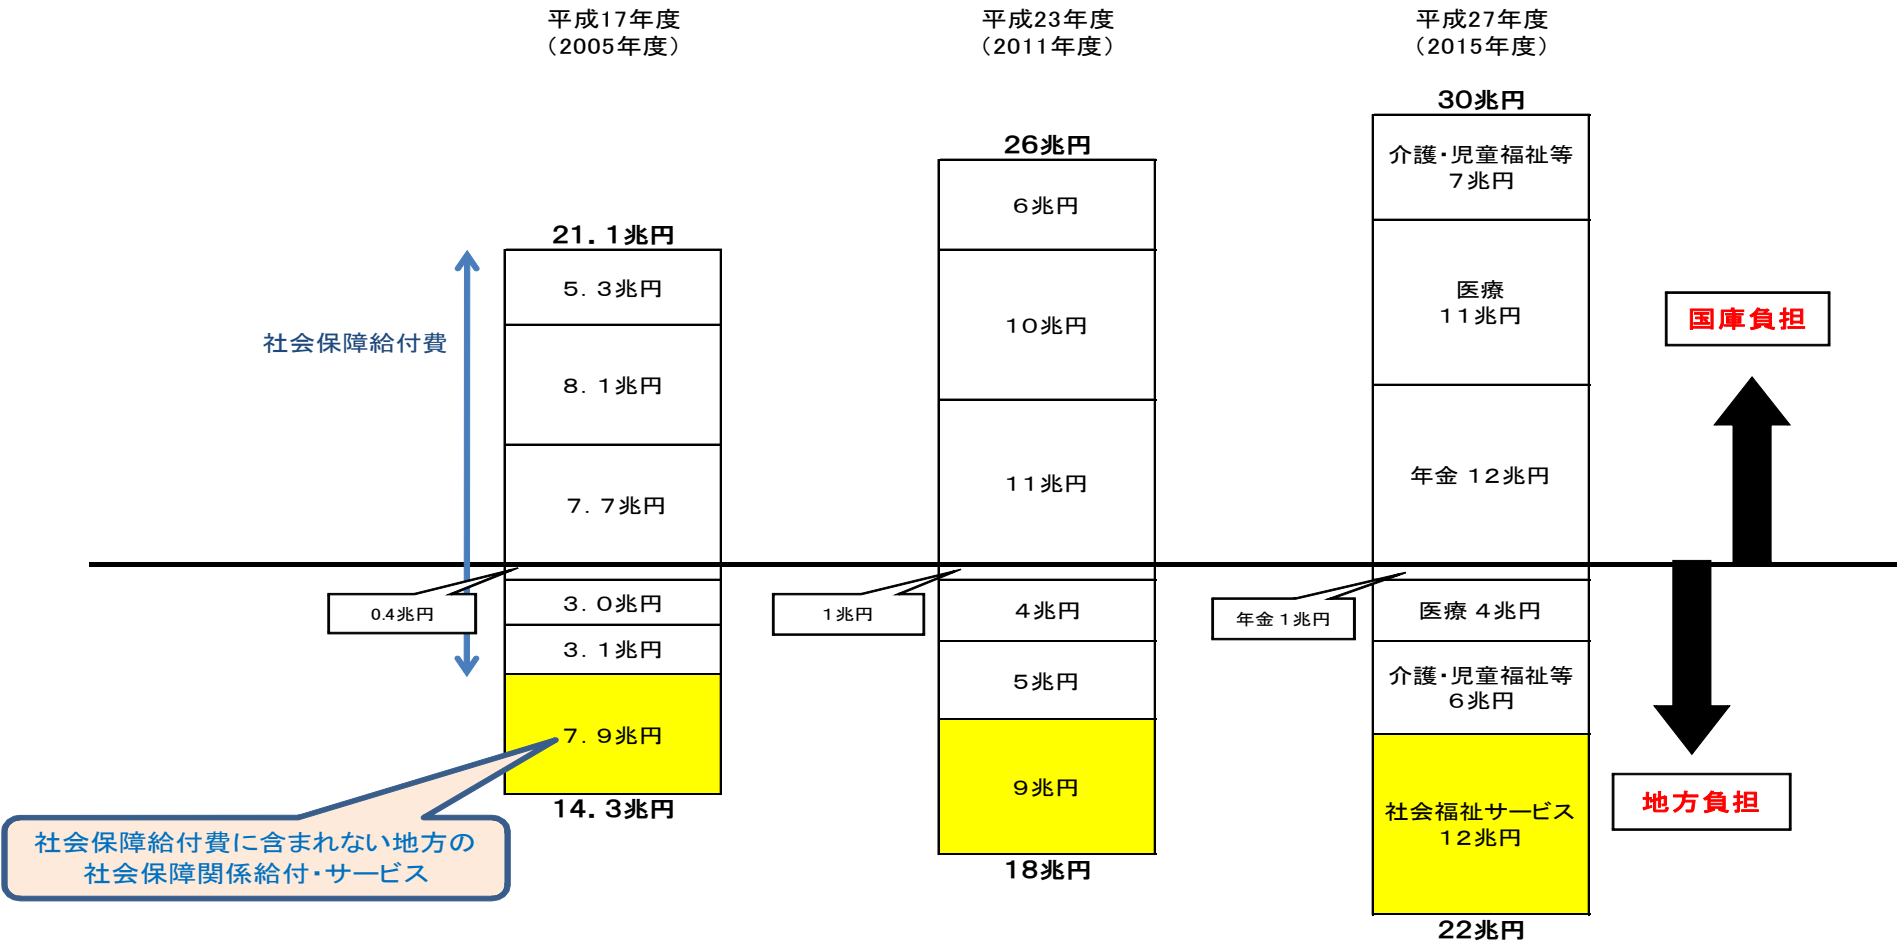 平成17年度
（2005年度）
平成23年度
（2011年度）
平成27年度
（2015年度）
21．1兆円
5．3兆円
8．1兆円
7．7兆円
0.4兆円
3．0兆円
3．1兆円
7．9兆円
14．3兆円
社会保障給付費
社会保障給付費に含まれない地方の
社会保障関係給付・サービス
26兆円
6兆円
10兆円
11兆円
1兆円
4兆円
5兆円
9兆円
18兆円
30兆円
介護・児童福祉等
7兆円
医療
11兆円
年金 12兆円
年金 1兆円
医療 4兆円
介護・児童福祉等
6兆円
社会福祉サービス
12兆円
22兆円
国庫負担
地方負担